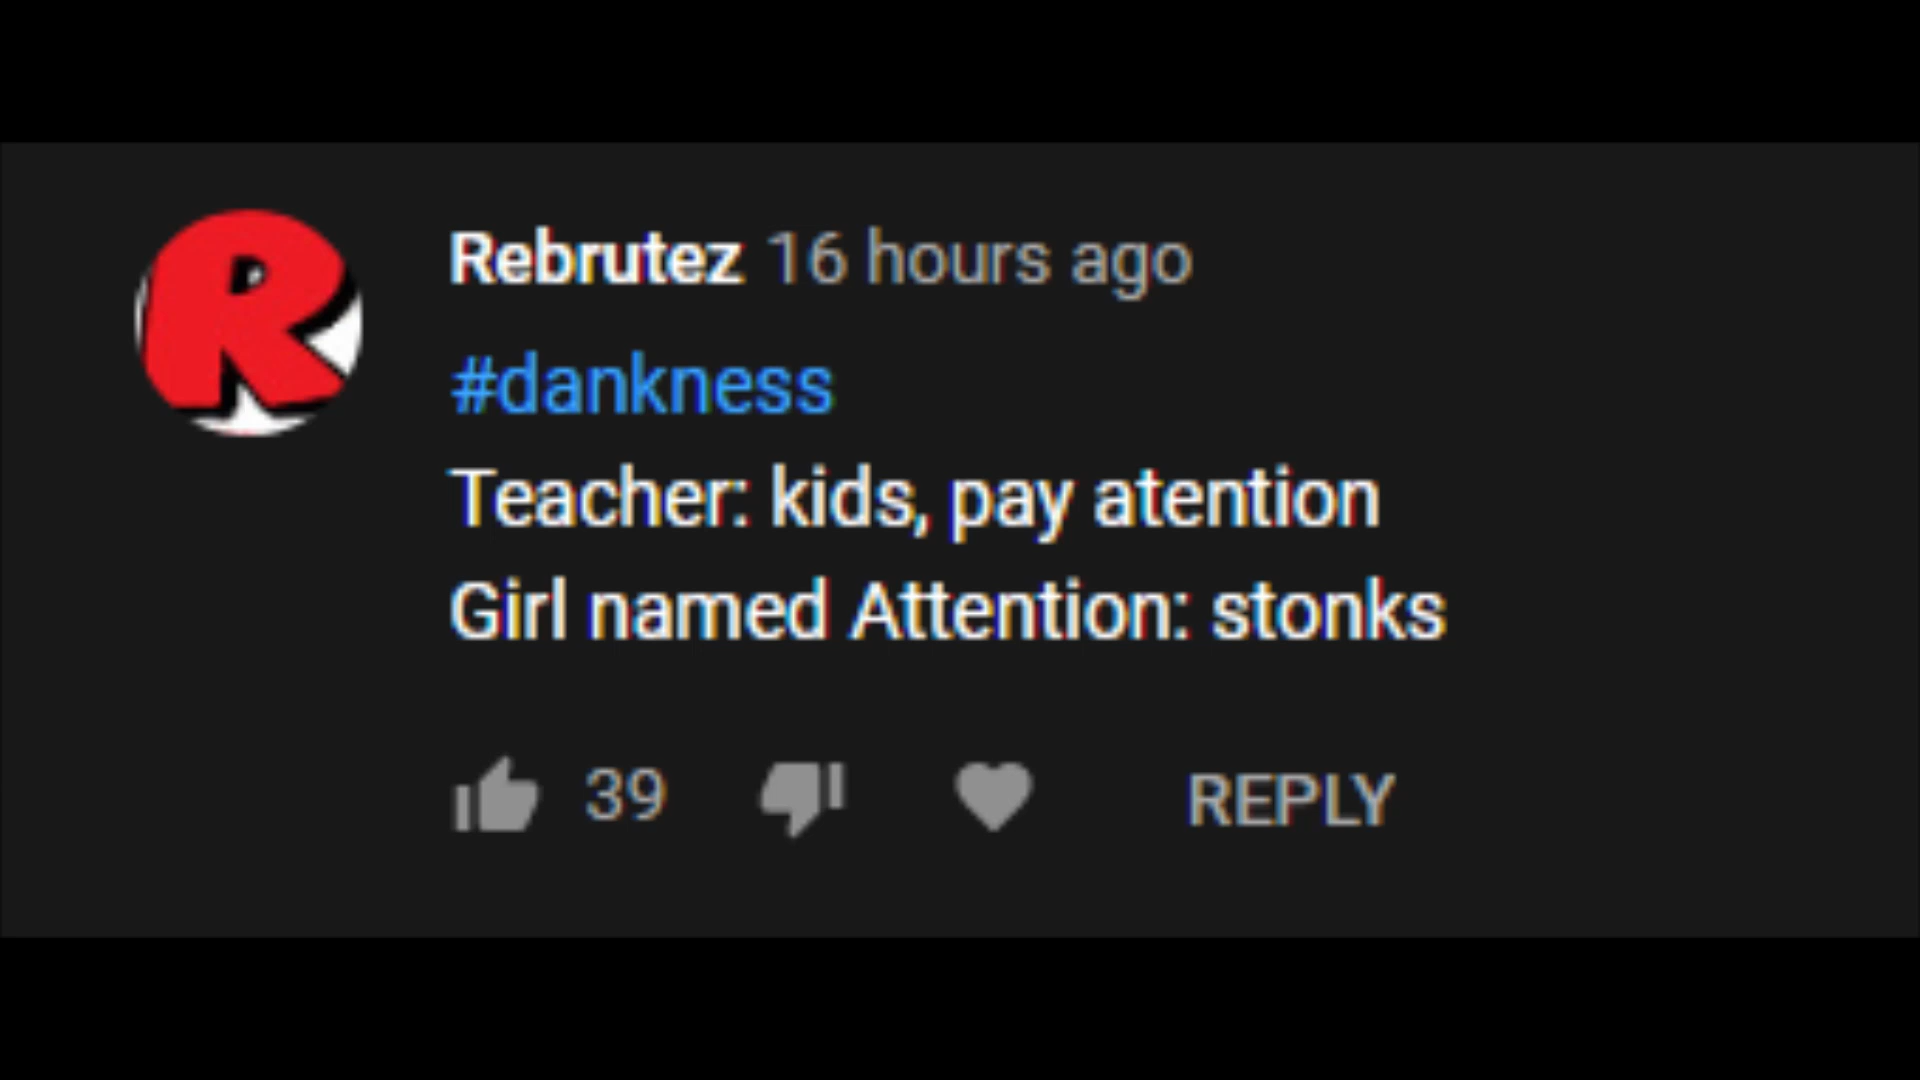 R
Rebrutez 16 hours ago
#dankness
Teacher: kids, pay atention
Girl named Attention: stonks
39 REPLY